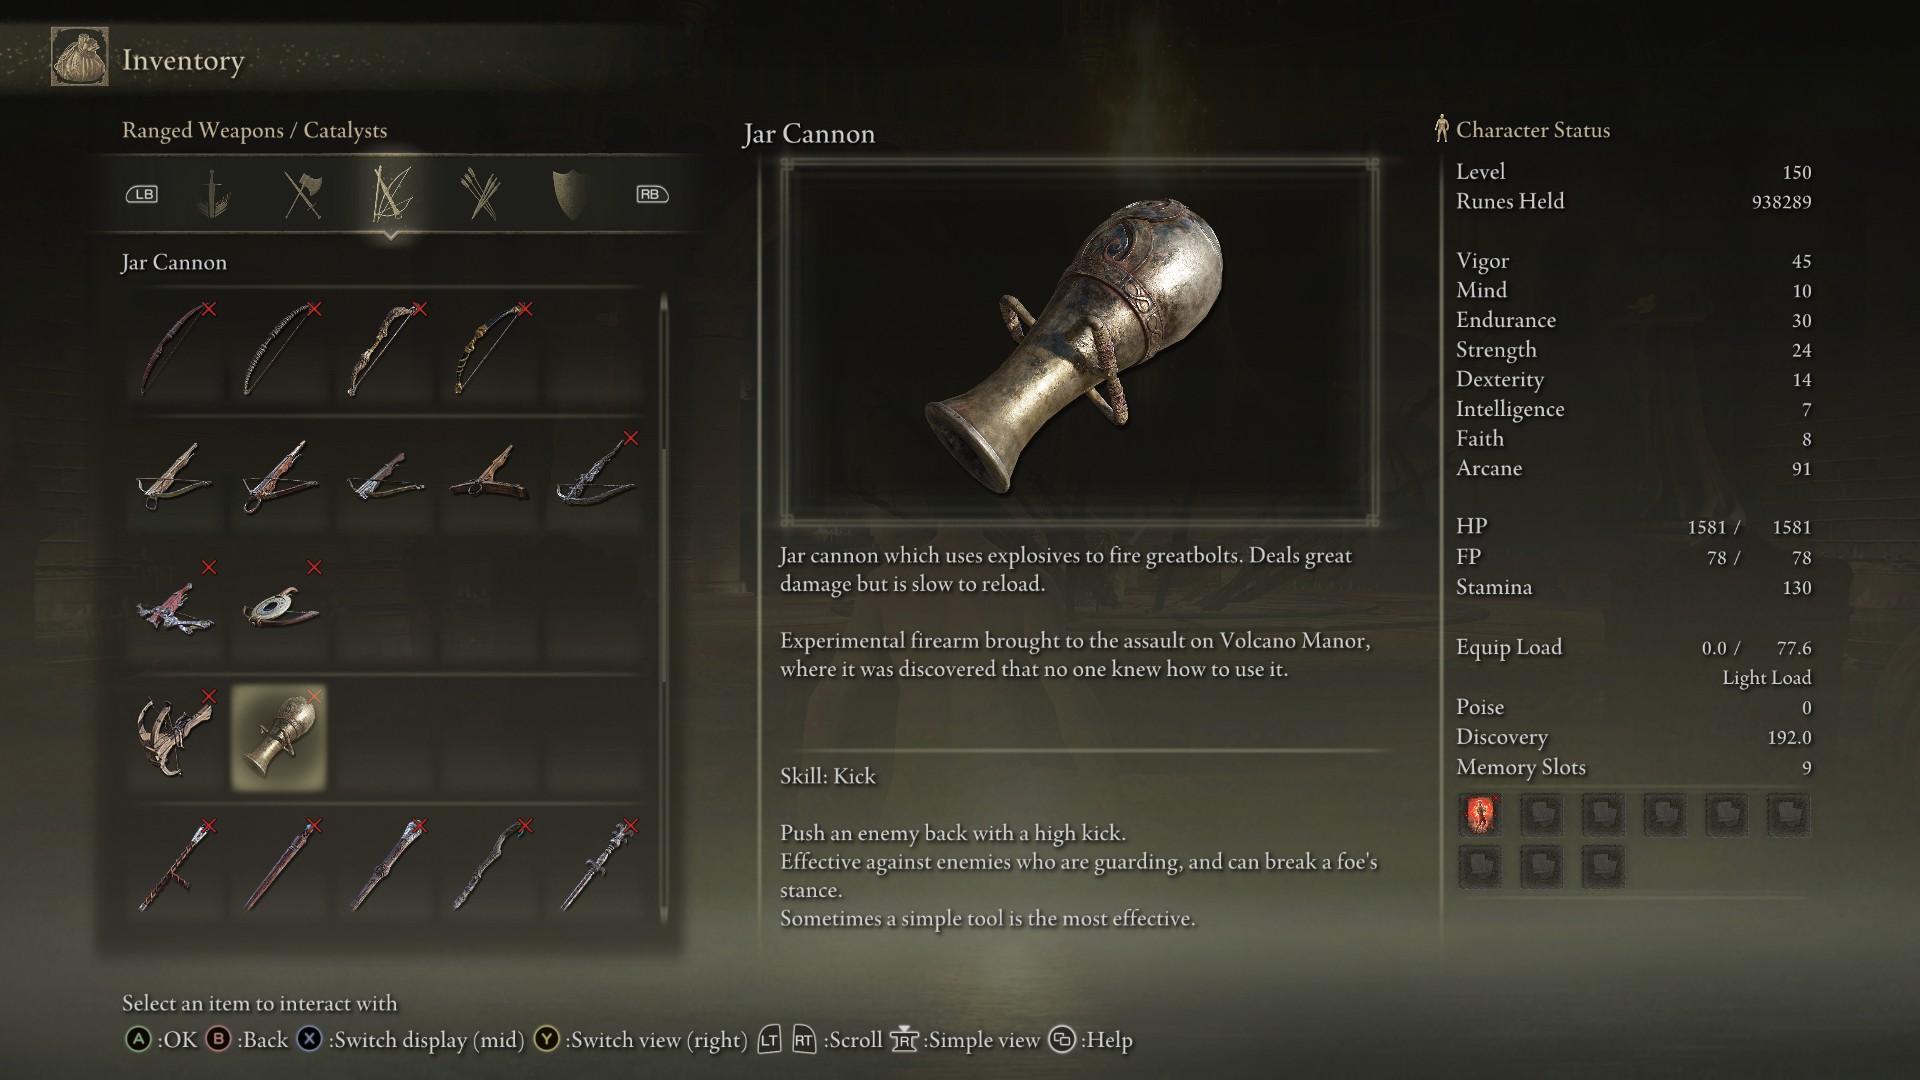 Inventory
Ranged Weapons / Catalysts
LB
RB
Jar Cannon
Jar Cannon
Jar cannon which uses explosives to fire greatbolts. Deals great
damage but is slow to reload.
Experimental firearm brought to the assault on Volcano Manor,
where it was discovered that no one knew how to use it.
Skill: Kick
Push an enemy back with a high kick.
Effective against enemies who are guarding, and can break a foe's
stance.
Sometimes a simple tool is the most effective.
Character Status
Level 150
Runes Held 938289
Vigor 45
Mind 10
Endurance 30
Strength 24
Dexterity 14
Intelligence 7
Faith 8
Arcane 91
HP 1581 / 1581
FP 78 / 78
Stamina 130
Equip Load 0.0 / 77.6
Light Load
Poise 0
Discovery 192.0
Memory Slots 9
Select an item to interact with
A :OK B :Back X :Switch display (mid) Y :Switch view (right) LT RT :Scroll R :Simple view :Help